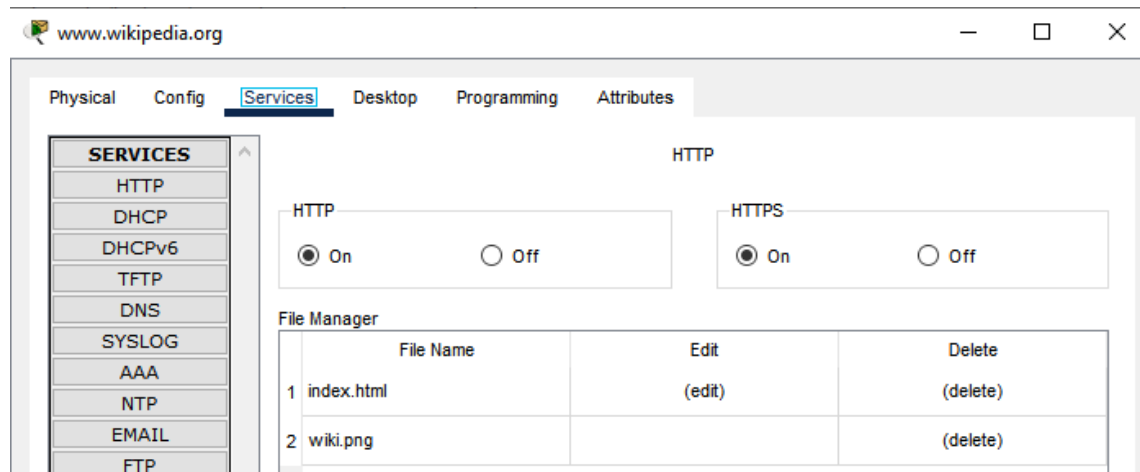 www.wikipedia.org
Physical Config Services Desktop Programming Attributes
SERVICES
HTTP
DHCP
DHCPv6
TFTP
DNS
SYSLOG
AAA
NTP
EMAIL
FTP
HTTP
HTTP
On Off
HTTPS
On Off
File Manager
File Name Edit Delete
1 index.html (edit) (delete)
2 wiki.png (delete)